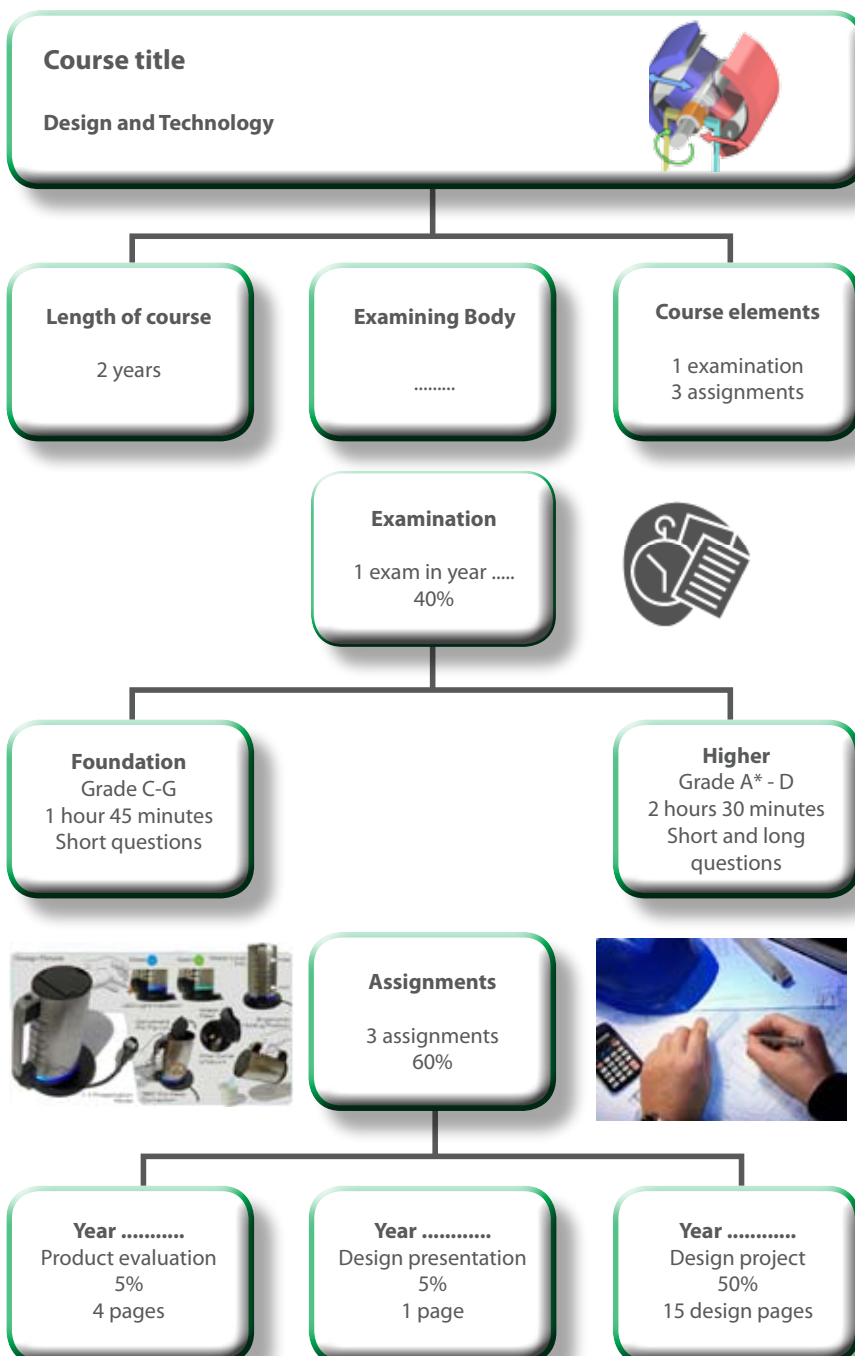 Course title
Design and Technology
Length of course
2 years
Examining Body
.........
Course elements
1 examination
3 assignments
Examination
1 exam in year .....
40%
Foundation
Grade C-G
1 hour 45 minutes
Short questions
Higher
Grade A* - D
2 hours 30 minutes
Short and long
questions
Assignments
3 assignments
60%
Year ...........
Product evaluation
5%
4 pages
Year ............
Design presentation
5%
1 page
Year ............
Design project
50%
15 design pages